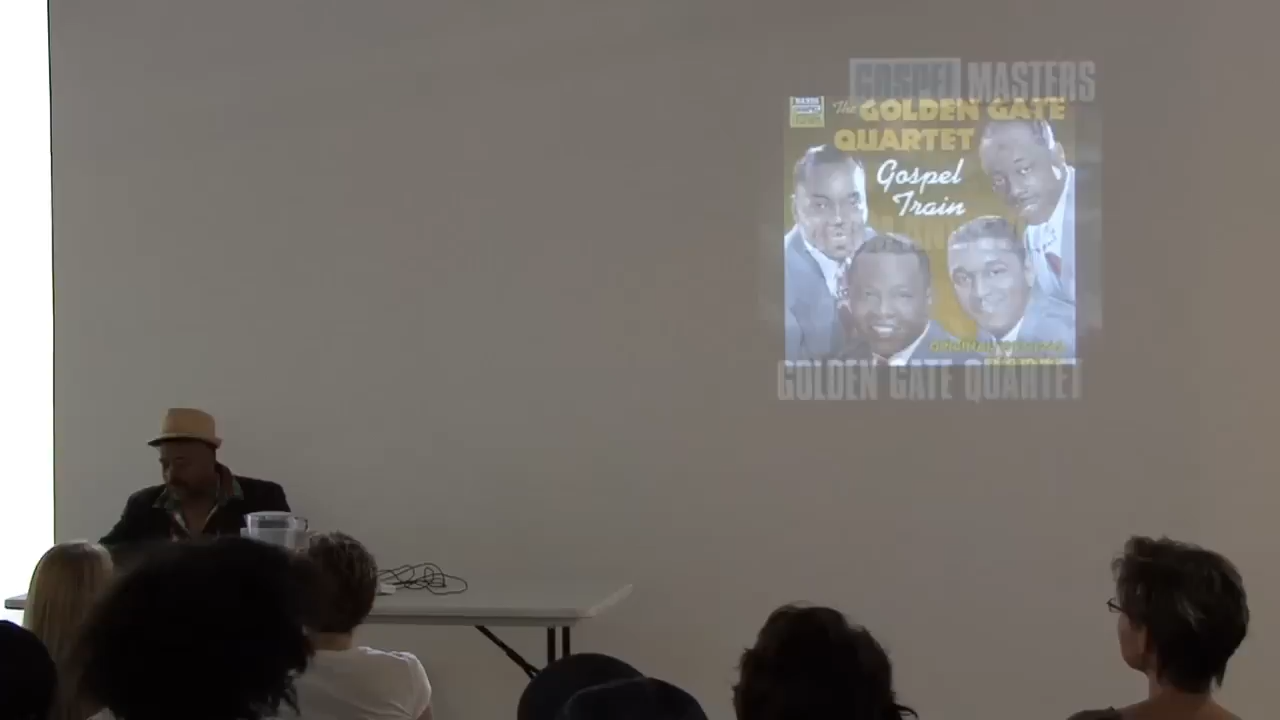 GOSPEL MASTERS
The GOLDEN GATE
QUARTET
Gospel
Train
GOLDEN GATE QUARTET